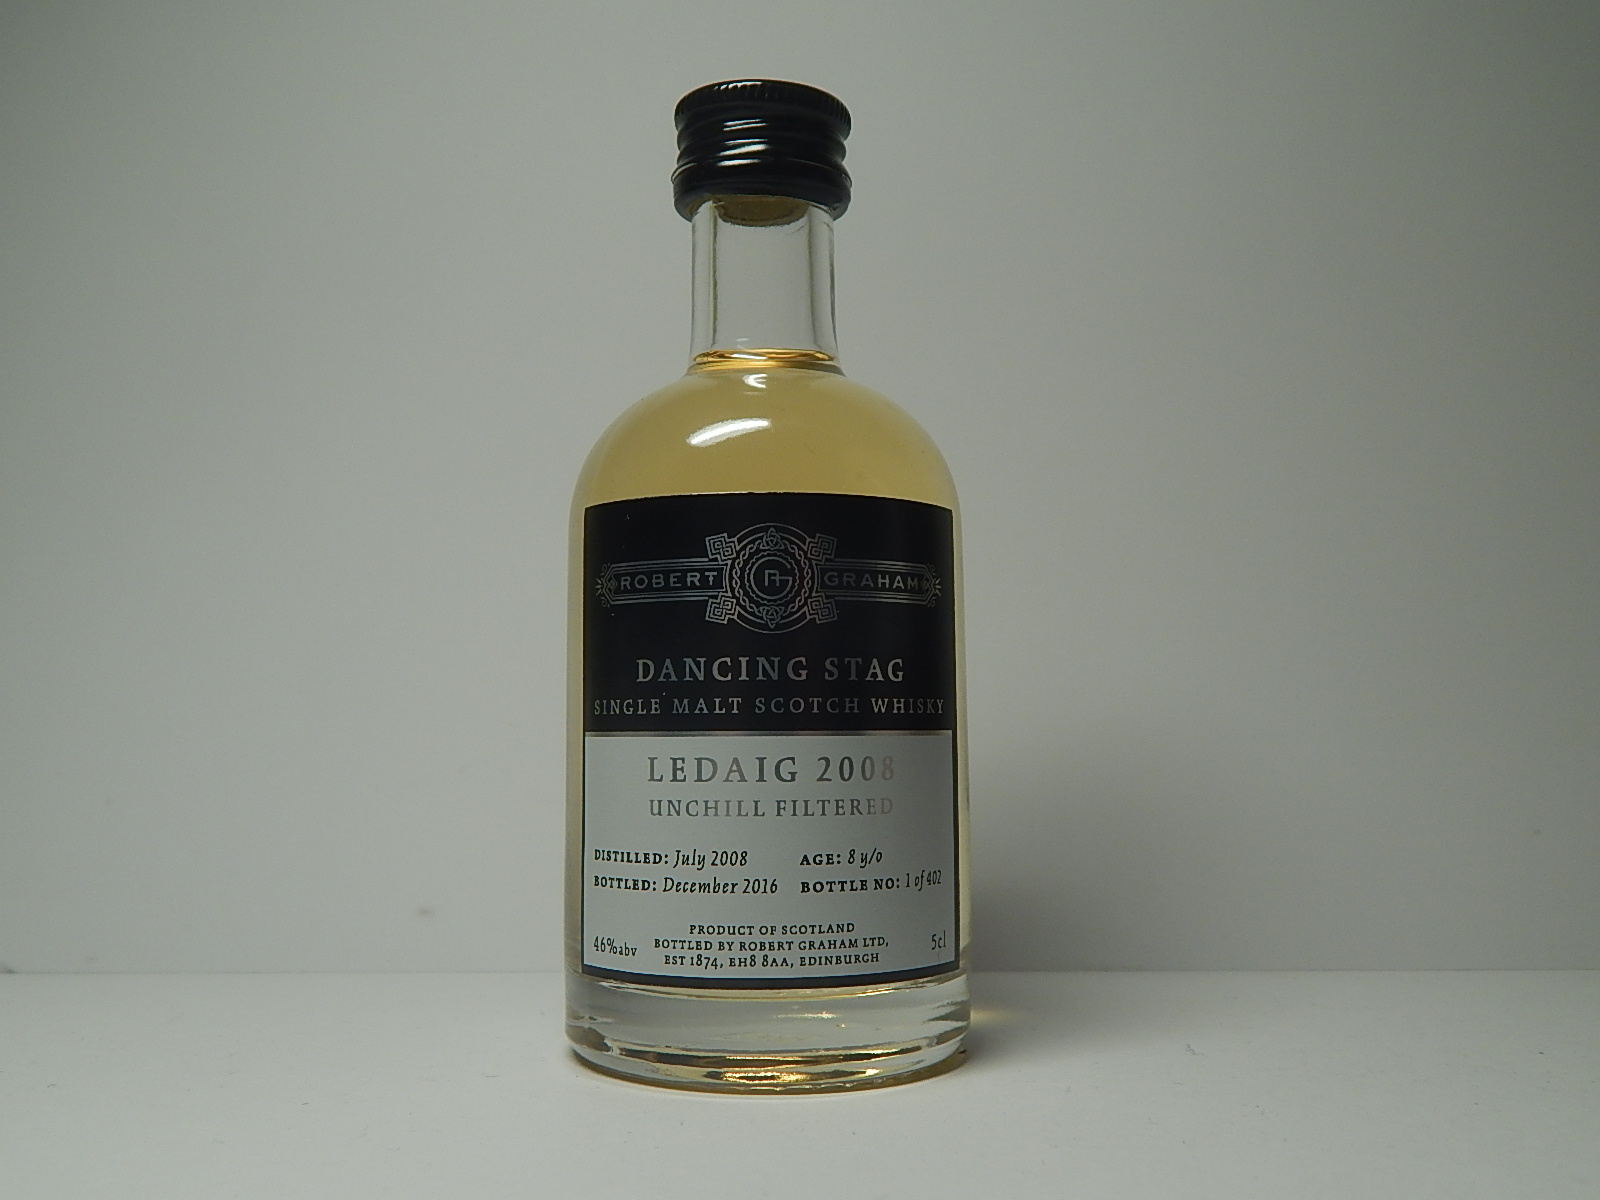 ROBERT RG GRAHAM
DANCING STAG
SINGLE MALT SCOTCH WHISKY
LEDAIG 2008
UNCHILL FILTERED
DISTILLED: July 2008 AGE: 8 y/o
BOTTLED: December 2016 BOTTLE NO: 1 of 402
PRODUCT OF SCOTLAND
46%abv BOTTLED BY ROBERT GRAHAM LTD, 5cl
EST 1874, EH8 8AA, EDINBURGH